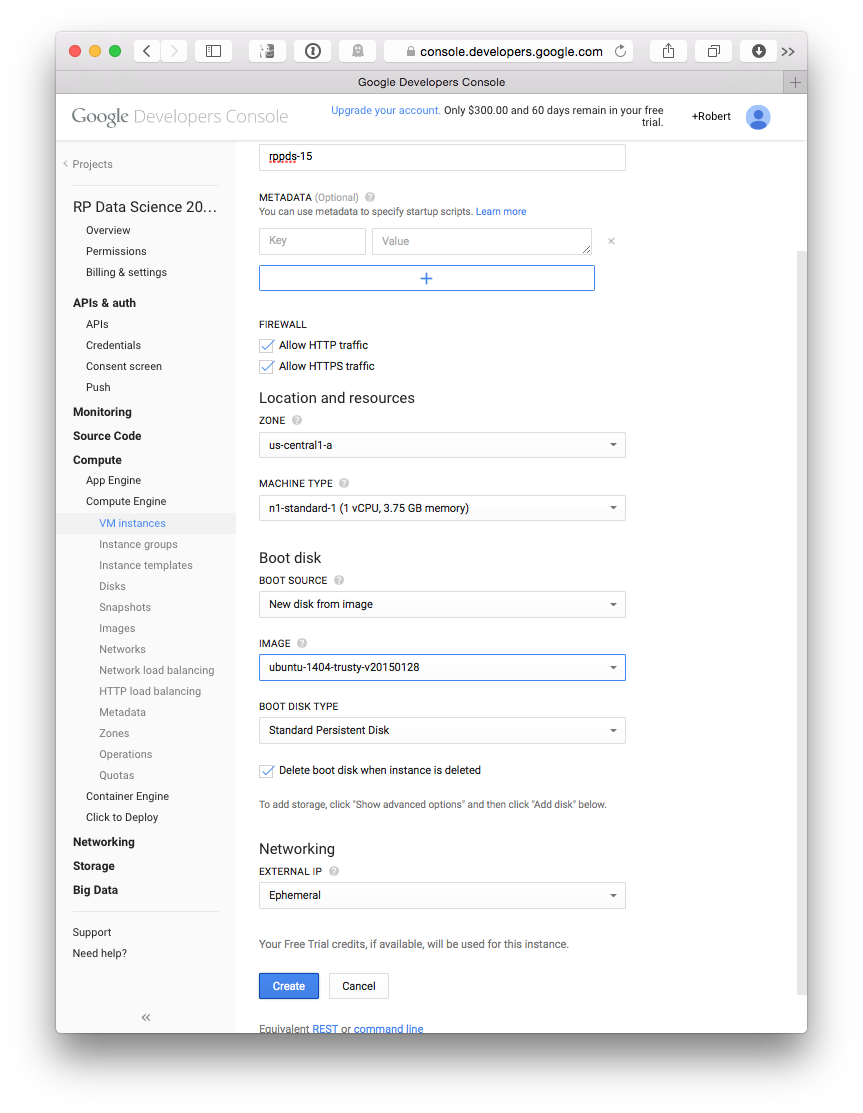 console.developers.google.com
Google Developers Console
Google Developers Console
Upgrade your account. Only $300.00 and 60 days remain in your free
trial.
+Robert
Projects
RP Data Science 20...
Overview
Permissions
Billing & settings
APIs & auth
APIs
Credentials
Consent screen
Push
Monitoring
Source Code
Compute
App Engine
Compute Engine
VM instances
Instance groups
Instance templates
Disks
Snapshots
Images
Networks
Network load balancing
HTTP load balancing
Metadata
Zones
Operations
Quotas
Container Engine
Click to Deploy
Networking
Storage
Big Data
Support
Need help?
rppds-15
METADATA (Optional) ?
You can use metadata to specify startup scripts. Learn more
Key
Value
FIREWALL
Allow HTTP traffic
Allow HTTPS traffic
Location and resources
ZONE ?
us-central1-a
MACHINE TYPE ?
n1-standard-1 (1 vCPU, 3.75 GB memory)
Boot disk
BOOT SOURCE ?
New disk from image
IMAGE ?
ubuntu-1404-trusty-v20150128
BOOT DISK TYPE
Standard Persistent Disk
Delete boot disk when instance is deleted
To add storage, click "Show advanced options" and then click "Add disk" below.
Networking
EXTERNAL IP ?
Ephemeral
Your Free Trial credits, if available, will be used for this instance.
Create
Cancel
Equivalent REST or command line